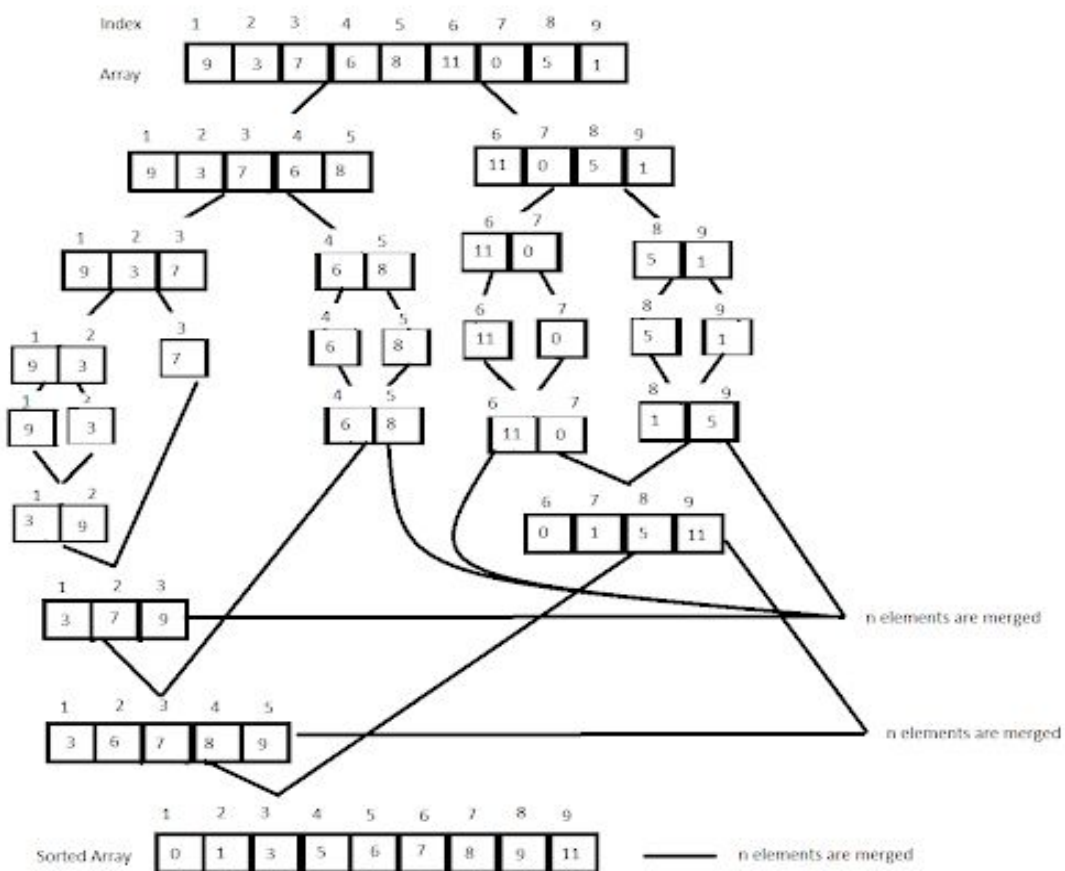 Index 1 2 3 4 5 6 7 8 9
Array 9 3 7 6 8 11 0 5 1
1 2 3 4 5 6 7 8 9
9 3 7 6 8 11 0 5 1
1 2 3 4 5 6 7 8 9
9 3 7 6 8 11 0 5 1
1 2 3 4 5 6 7 8 9
9 3 7 6 8 11 0 5 1
1 2 4 5 6 7 8 9
9 3 6 8 11 0 1 5
1 2 6 7 8 9
3 9 0 1 5 11
1 2 3
3 7 9 n elements are merged
1 2 3 4 5
3 6 7 8 9 n elements are merged
1 2 3 4 5 6 7 8 9
Sorted Array 0 1 3 5 6 7 8 9 11 n elements are merged